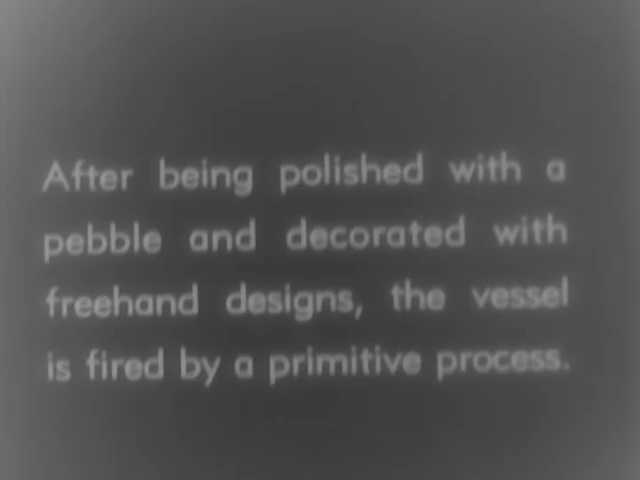 After being polished with a
pebble and decorated with
freehand designs, the vessel
is fired by a primitive process.